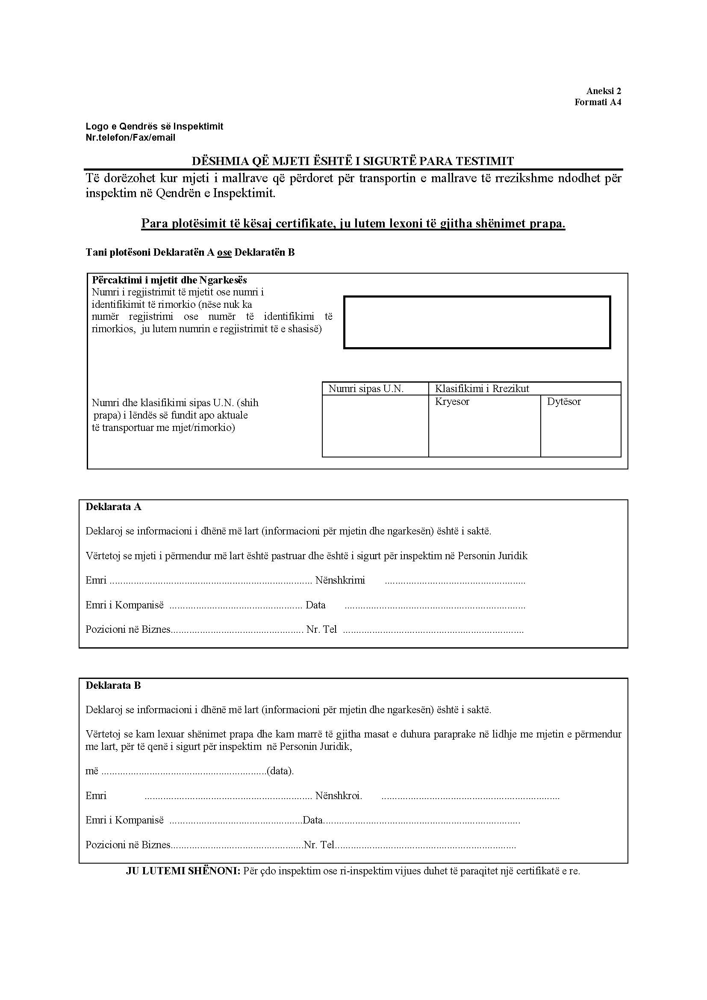 Aneksi 2
Formati A4
Logo e Qendrës së Inspektimit
Nr.telefon/Fax/email
DËSHMIA QË MJETI ËSHTË I SIGURTË PARA TESTIMIT
Të dorëzohet kur mjeti i mallrave që përdoret për transportin e mallrave të rrezikshme ndodhet për
inspektim në Qendrën e Inspektimit.
Para plotësimit të kësaj certifikate, ju lutem lexoni të gjitha shënimet prapa.
Tani plotësoni Deklaratën A ose Deklaratën B
Përcaktimi i mjetit dhe Ngarkesës
Numri i regjistrimit të mjetit ose numri i
identifikimit të rimorkio (nëse nuk ka
numër regjistrimi ose numër të identifikimi të
rimorkios, ju lutem numrin e regjistrimit të e shasisë)
Numri sipas U.N. Klasifikimi i Rrezikut
Kryesor Dytësor
Numri dhe klasifikimi sipas U.N. (shih
prapa) i lëndës së fundit apo aktuale
të transportuar me mjet/rimorkio)
Deklarata A
Deklaroj se informacioni i dhënë më lart (informacioni për mjetin dhe ngarkesën) është i saktë.
Vërtetoj se mjeti i përmendur më lart është pastruar dhe është i sigurt për inspektim në Personin Juridik
Emri ............................................................................ Nënshkrimi .....................................................
Emri i Kompanisë .................................................. Data ....................................................................
Pozicioni në Biznes.................................................. Nr. Tel ....................................................................
Deklarata B
Deklaroj se informacioni i dhënë më lart (informacioni për mjetin dhe ngarkesën) është i saktë.
Vërtetoj se kam lexuar shënimet prapa dhe kam marrë të gjitha masat e duhura paraprake në lidhje me mjetin e përmendur
me lart, për të qenë i sigurt për inspektim në Personin Juridik,
më ..............................................................(data).
Emri ............................................................... Nënshkroi. ...................................................................
Emri i Kompanisë ..................................................Data..........................................................................
Pozicioni në Biznes..................................................Nr. Tel....................................................................
JU LUTEMI SHËNONI: Për çdo inspektim ose ri-inspektim vijues duhet të paraqitet një certifikatë e re.